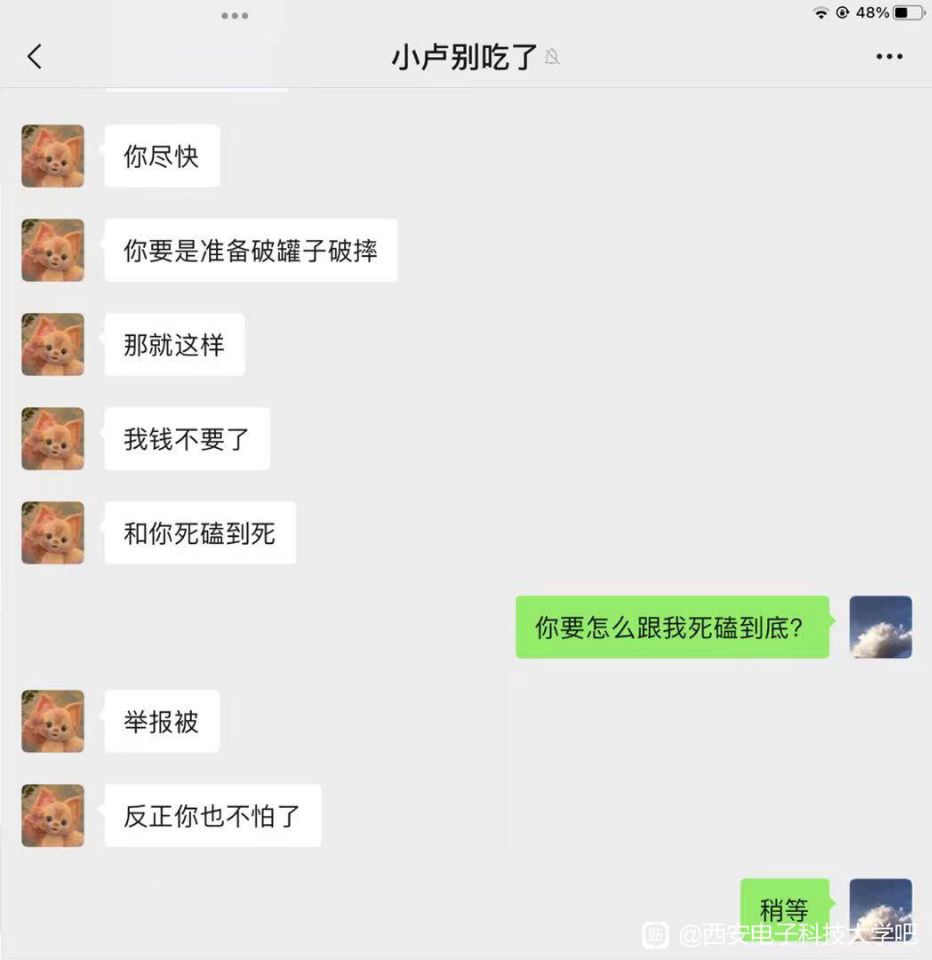 48%
小卢别吃了
你尽快
你要是准备破罐子破摔
那就这样
我钱不要了
和你死磕到死
你要怎么跟我死磕到底?
举报被
反正你也不怕了
稍等
贴 @西安电子科技大学吧